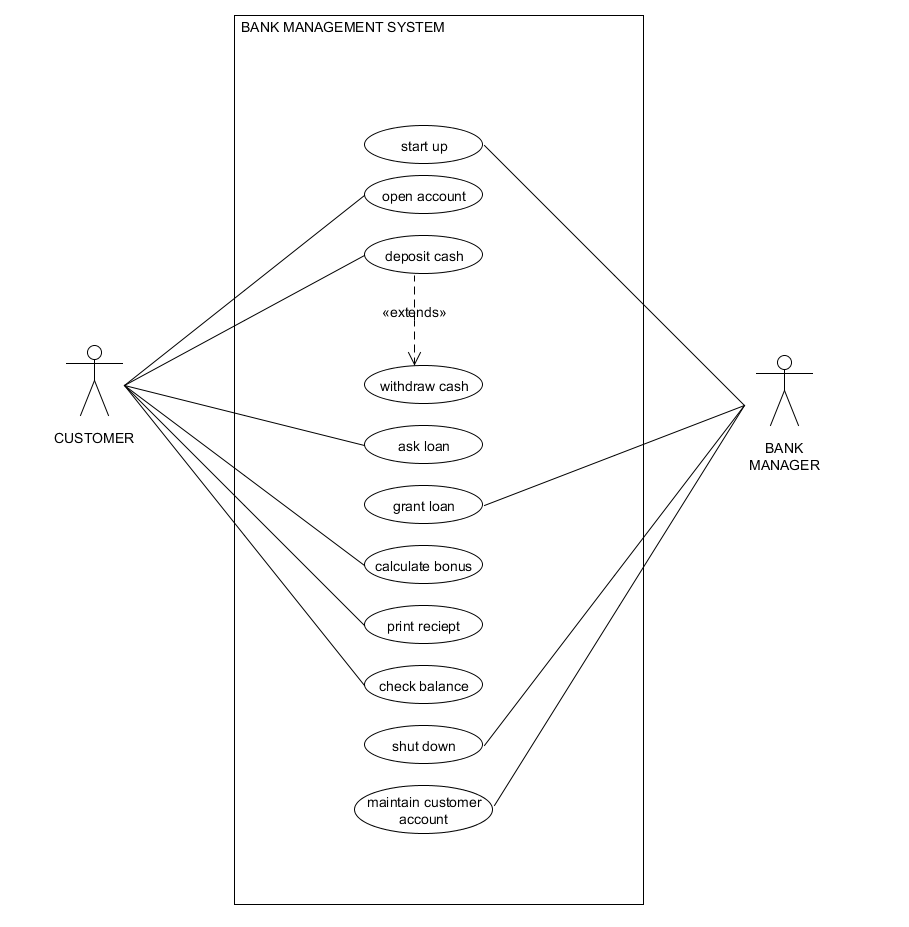 BANK MANAGEMENT SYSTEM
start up
open account
deposit cash
«extends»
withdraw cash
CUSTOMER
ask loan
BANK
MANAGER
grant loan
calculate bonus
print reciept
check balance
shut down
maintain customer
account